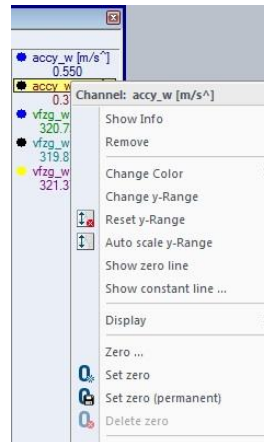 accy_w [m/s^]
0.550
accy_w
0.3
Channel: accy_w [m/s^]
vfzg_w
320.7
vfzg_w
319.8
vfzg_w
321.3
Show Info
Remove
Change Color
Change y-Range
Reset y-Range
Auto scale y-Range
Show zero line
Show constant line ...
Display
Zero ...
Set zero
Set zero (permanent)
Delete zero